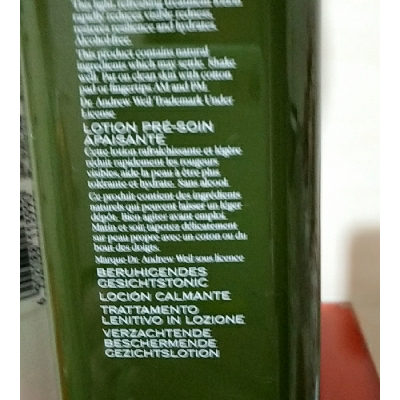 This light, refreshing treatment lotion
rapidly reduces visible redness,
restores resilience and hydrates.
Alcohol-free.
This product contains natural
ingredients which may settle. Shake
well. Pat on clean skin with cotton
pad or fingertips AM and PM.
Dr. Andrew Weil Trademark Under
License.
LOTION PRÉ-SOIN
APAISANTE
Cette lotion rafraîchissante et légère
réduit rapidement les rougeurs
visibles, aide la peau à être plus
tolérante et hydrate. Sans alcool.
Ce produit contient des ingrédients
naturels qui peuvent laisser un léger
dépôt. Bien agiter avant emploi.
Matin et soir, tapotez délicatement
sur peau propre avec un coton ou du
bout des doigts.
Marque Dr. Andrew Weil sous licence
BERUHIGENDES
GESICHTSTONIC
LOCIÓN CALMANTE
TRATTAMENTO
LENITIVO IN LOZIONE
VERZACHTENDE
BESCHERMENDE
GEZICHTSLOTION